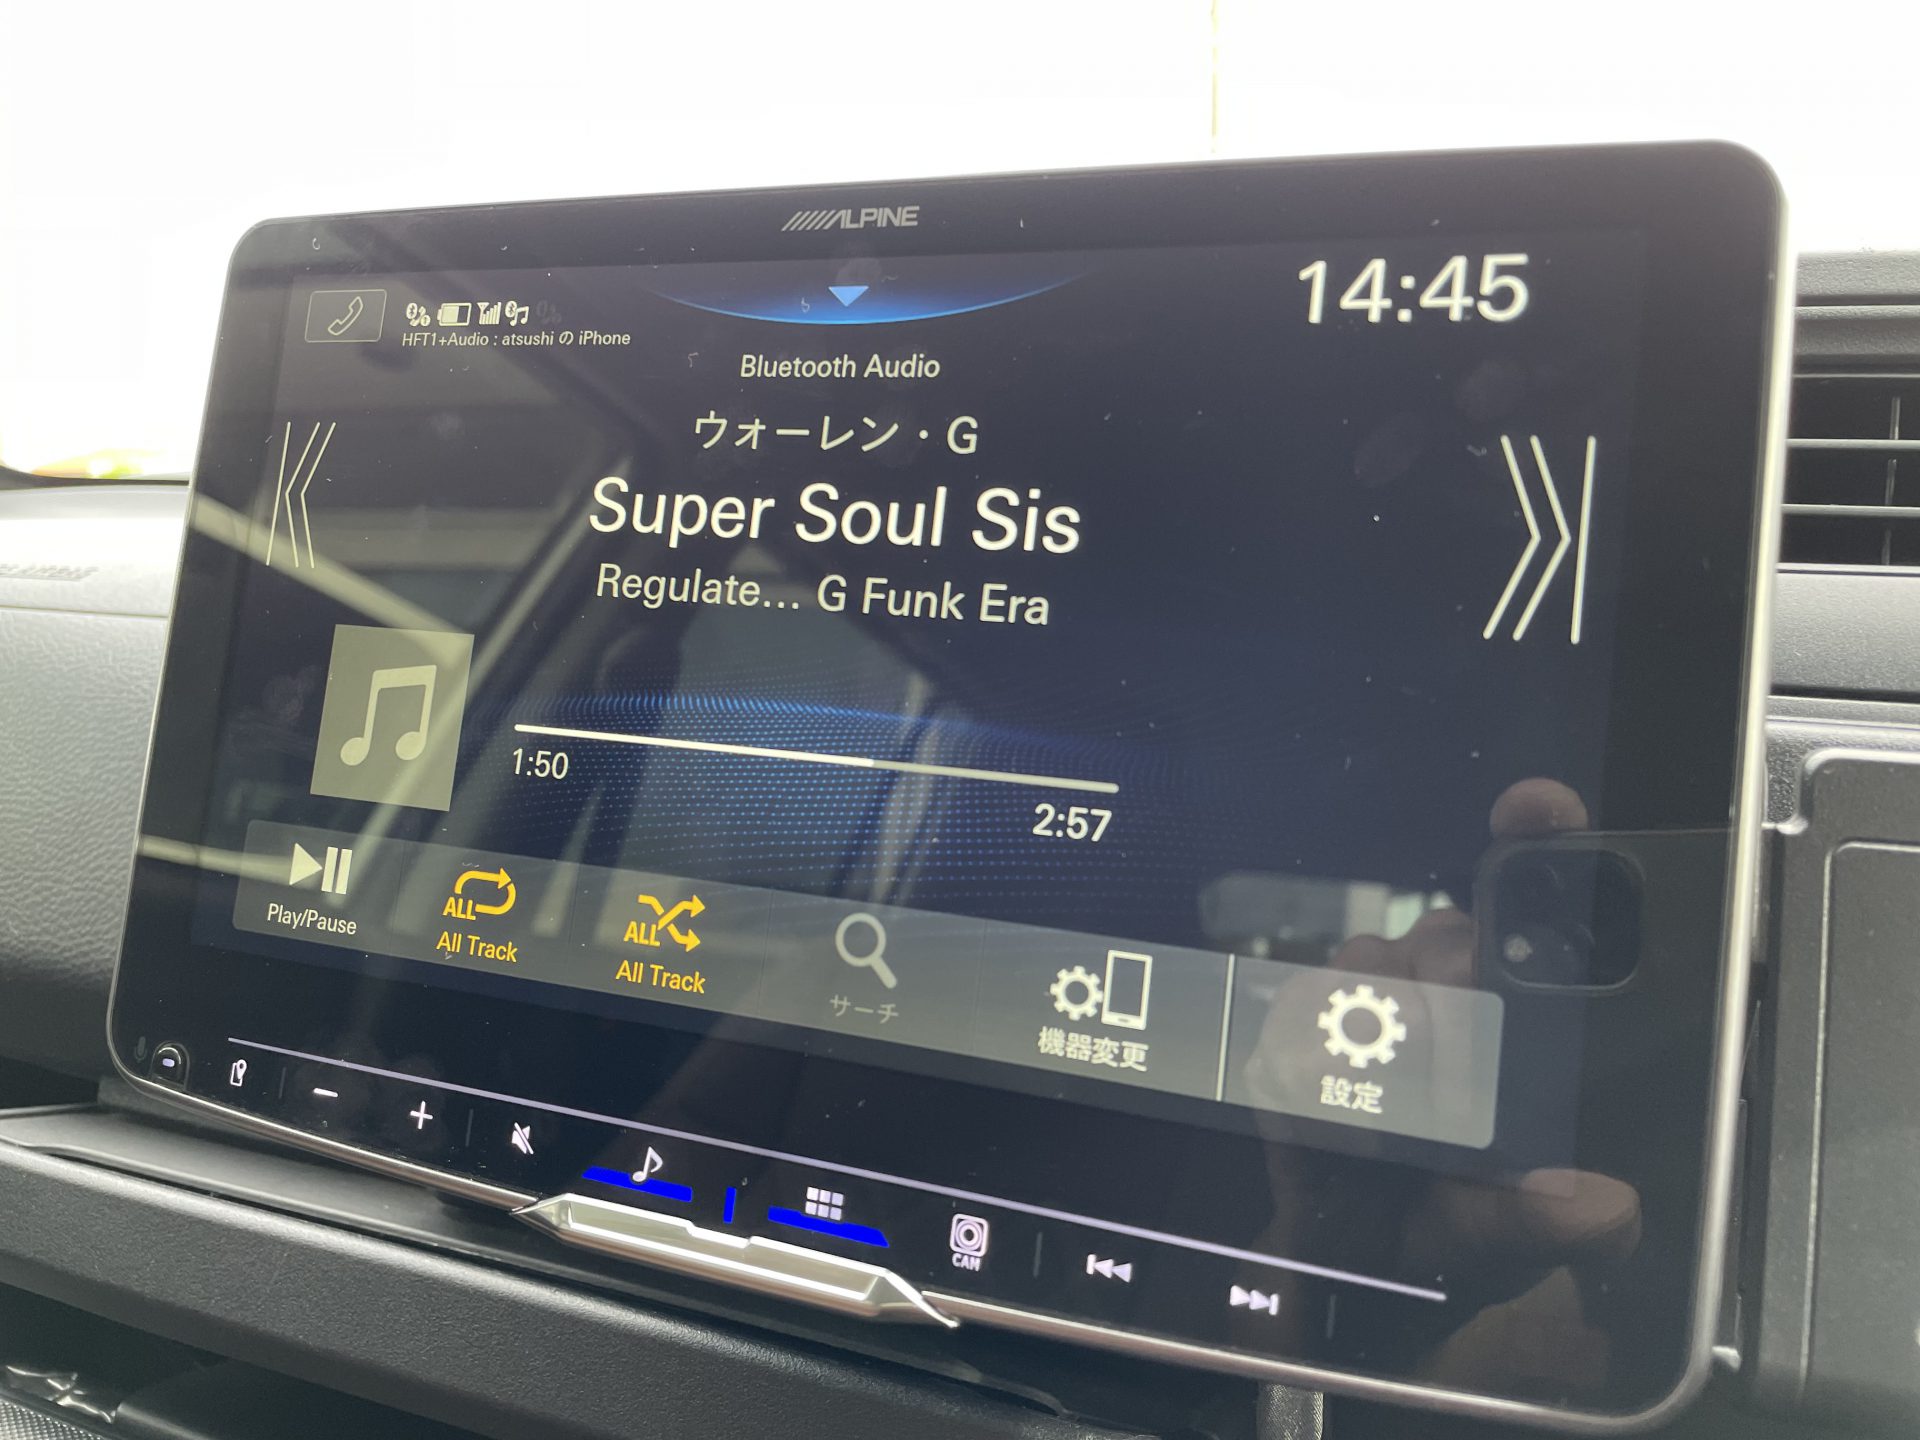 ALPINE
14:45
HFT1+Audio : atsushi の iPhone
Bluetooth Audio
ウォーレン・G
Super Soul Sis
Regulate... G Funk Era
1:50
2:57
Play/Pause
ALL
All Track
ALL
All Track
サーチ
機器変更
設定
CAM